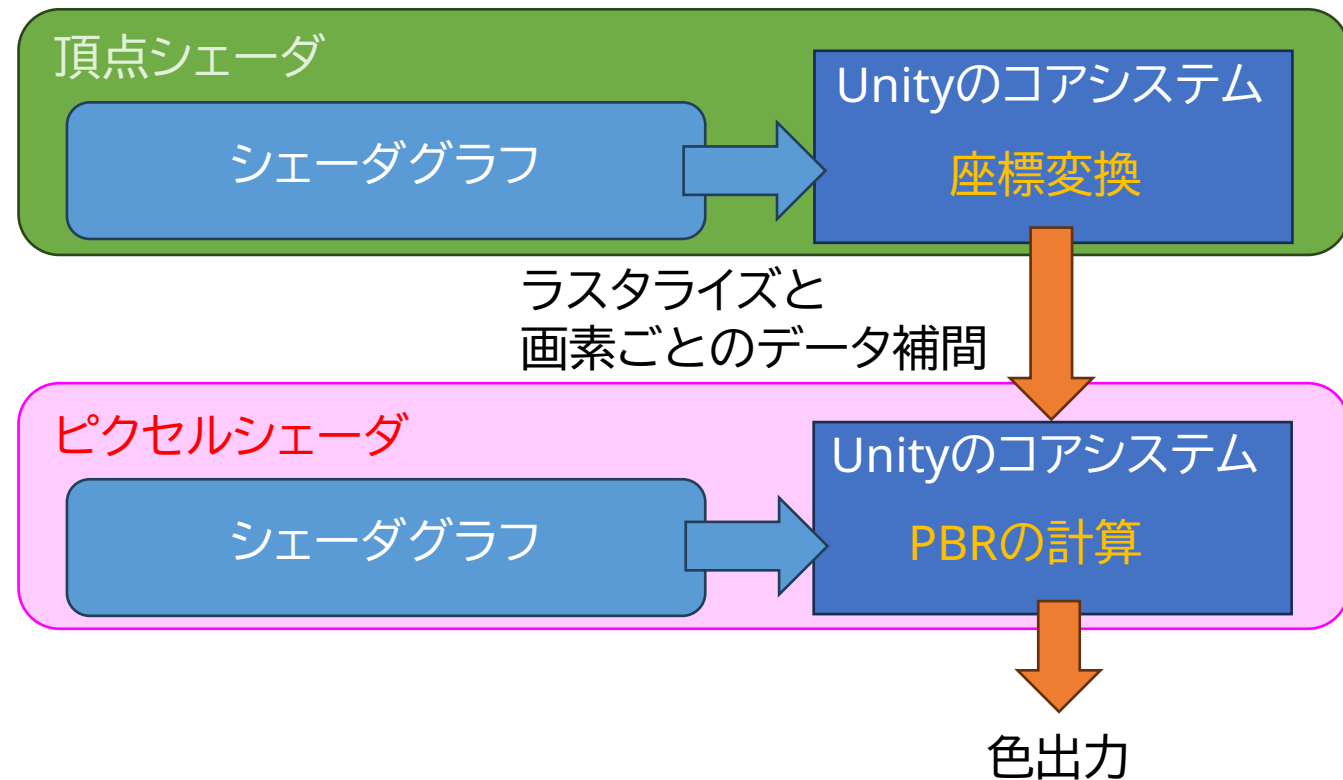 頂点シェーダ
シェーダグラフ
Unityのコアシステム
座標変換
ラスタライズと
画素ごとのデータ補間
ピクセルシェーダ
シェーダグラフ
Unityのコアシステム
PBRの計算
色出力